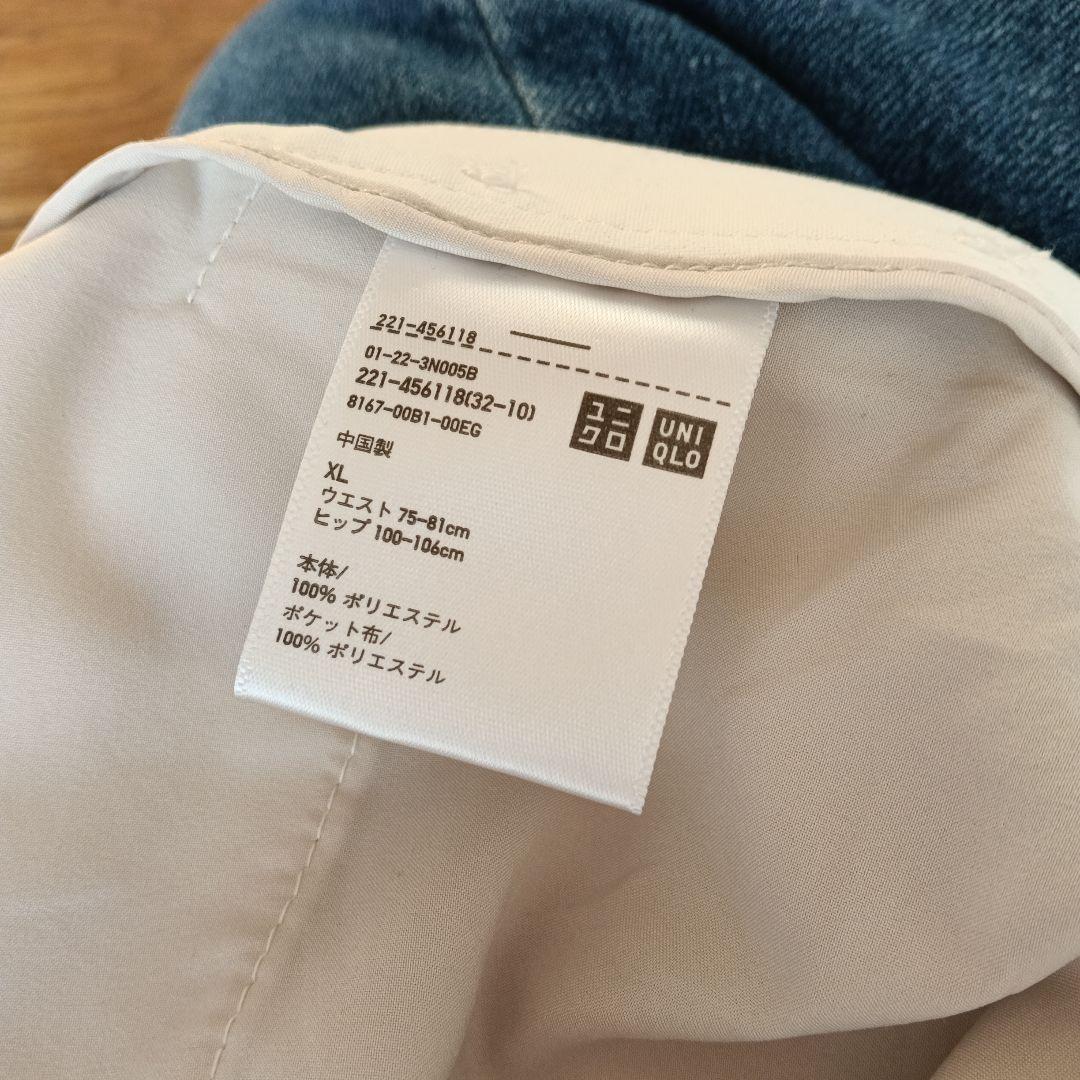 221-456118
01-22-3N005B
221-456118(32-10)
8167-00B1-00EG
ユニ
クロ
UNI
QLO
中国製
XL
ウエスト 75-81cm
ヒップ 100-106cm
本体/
100% ポリエステル
ポケット布/
100% ポリエステル